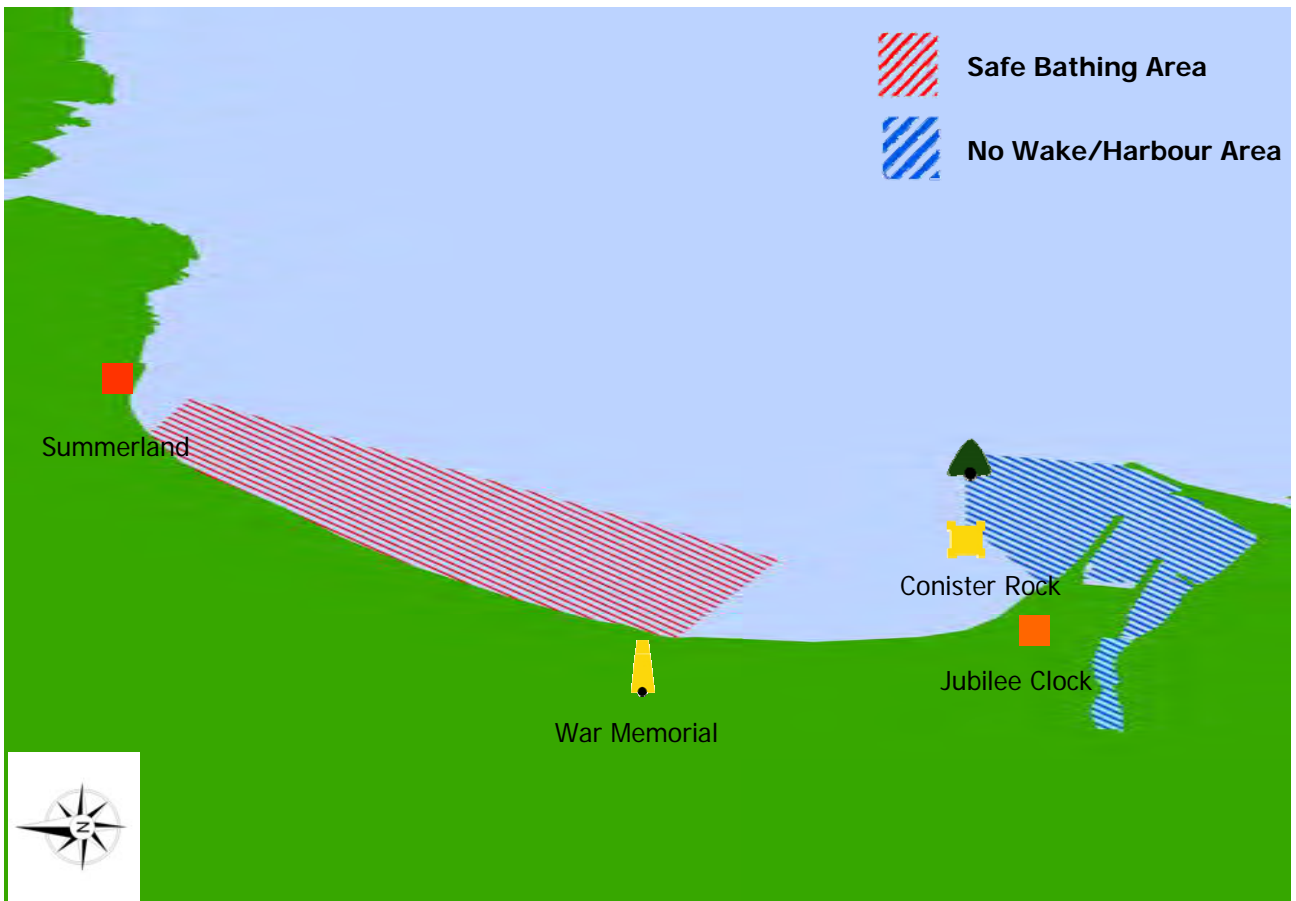 Safe Bathing Area
No Wake/Harbour Area
Summerland
Conister Rock
Jubilee Clock
War Memorial
N